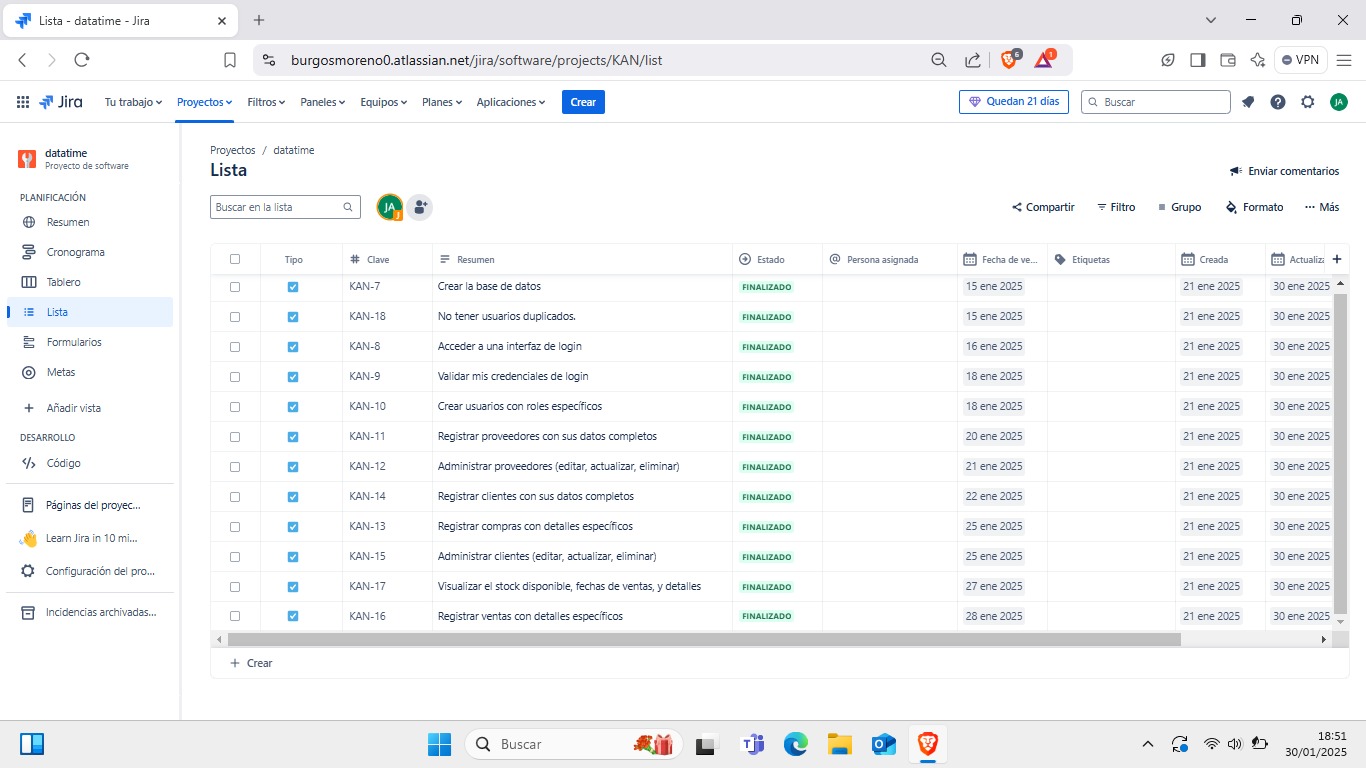 Lista - datatime - Jira
burgosmoreno0.atlassian.net/jira/software/projects/KAN/list
6
1
VPN
Jira Tu trabajo Proyectos Filtros Paneles Equipos Planes Aplicaciones Crear Quedan 21 días Buscar JA
datatime
Proyecto de software
PLANIFICACIÓN
Resumen
Cronograma
Tablero
Lista
Formularios
Metas
Añadir vista
DESARROLLO
Código
Páginas del proyec...
Learn Jira in 10 mi...
Configuración del pro...
Incidencias archivadas...
Proyectos / datatime
Lista
Enviar comentarios
Buscar en la lista JA J Compartir Filtro Grupo Formato Más
Tipo Clave Resumen Estado Persona asignada Fecha de ve... Etiquetas Creada Actualiza
KAN-7 Crear la base de datos FINALIZADO 15 ene 2025 21 ene 2025 30 ene 2025
KAN-18 No tener usuarios duplicados. FINALIZADO 15 ene 2025 21 ene 2025 30 ene 2025
KAN-8 Acceder a una interfaz de login FINALIZADO 16 ene 2025 21 ene 2025 30 ene 2025
KAN-9 Validar mis credenciales de login FINALIZADO 18 ene 2025 21 ene 2025 30 ene 2025
KAN-10 Crear usuarios con roles específicos FINALIZADO 18 ene 2025 21 ene 2025 30 ene 2025
KAN-11 Registrar proveedores con sus datos completos FINALIZADO 20 ene 2025 21 ene 2025 30 ene 2025
KAN-12 Administrar proveedores (editar, actualizar, eliminar) FINALIZADO 21 ene 2025 21 ene 2025 30 ene 2025
KAN-14 Registrar clientes con sus datos completos FINALIZADO 22 ene 2025 21 ene 2025 30 ene 2025
KAN-13 Registrar compras con detalles específicos FINALIZADO 25 ene 2025 21 ene 2025 30 ene 2025
KAN-15 Administrar clientes (editar, actualizar, eliminar) FINALIZADO 25 ene 2025 21 ene 2025 30 ene 2025
KAN-17 Visualizar el stock disponible, fechas de ventas, y detalles FINALIZADO 27 ene 2025 21 ene 2025 30 ene 2025
KAN-16 Registrar ventas con detalles específicos FINALIZADO 28 ene 2025 21 ene 2025 30 ene 2025
+ Crear
Buscar
18:51
30/01/2025